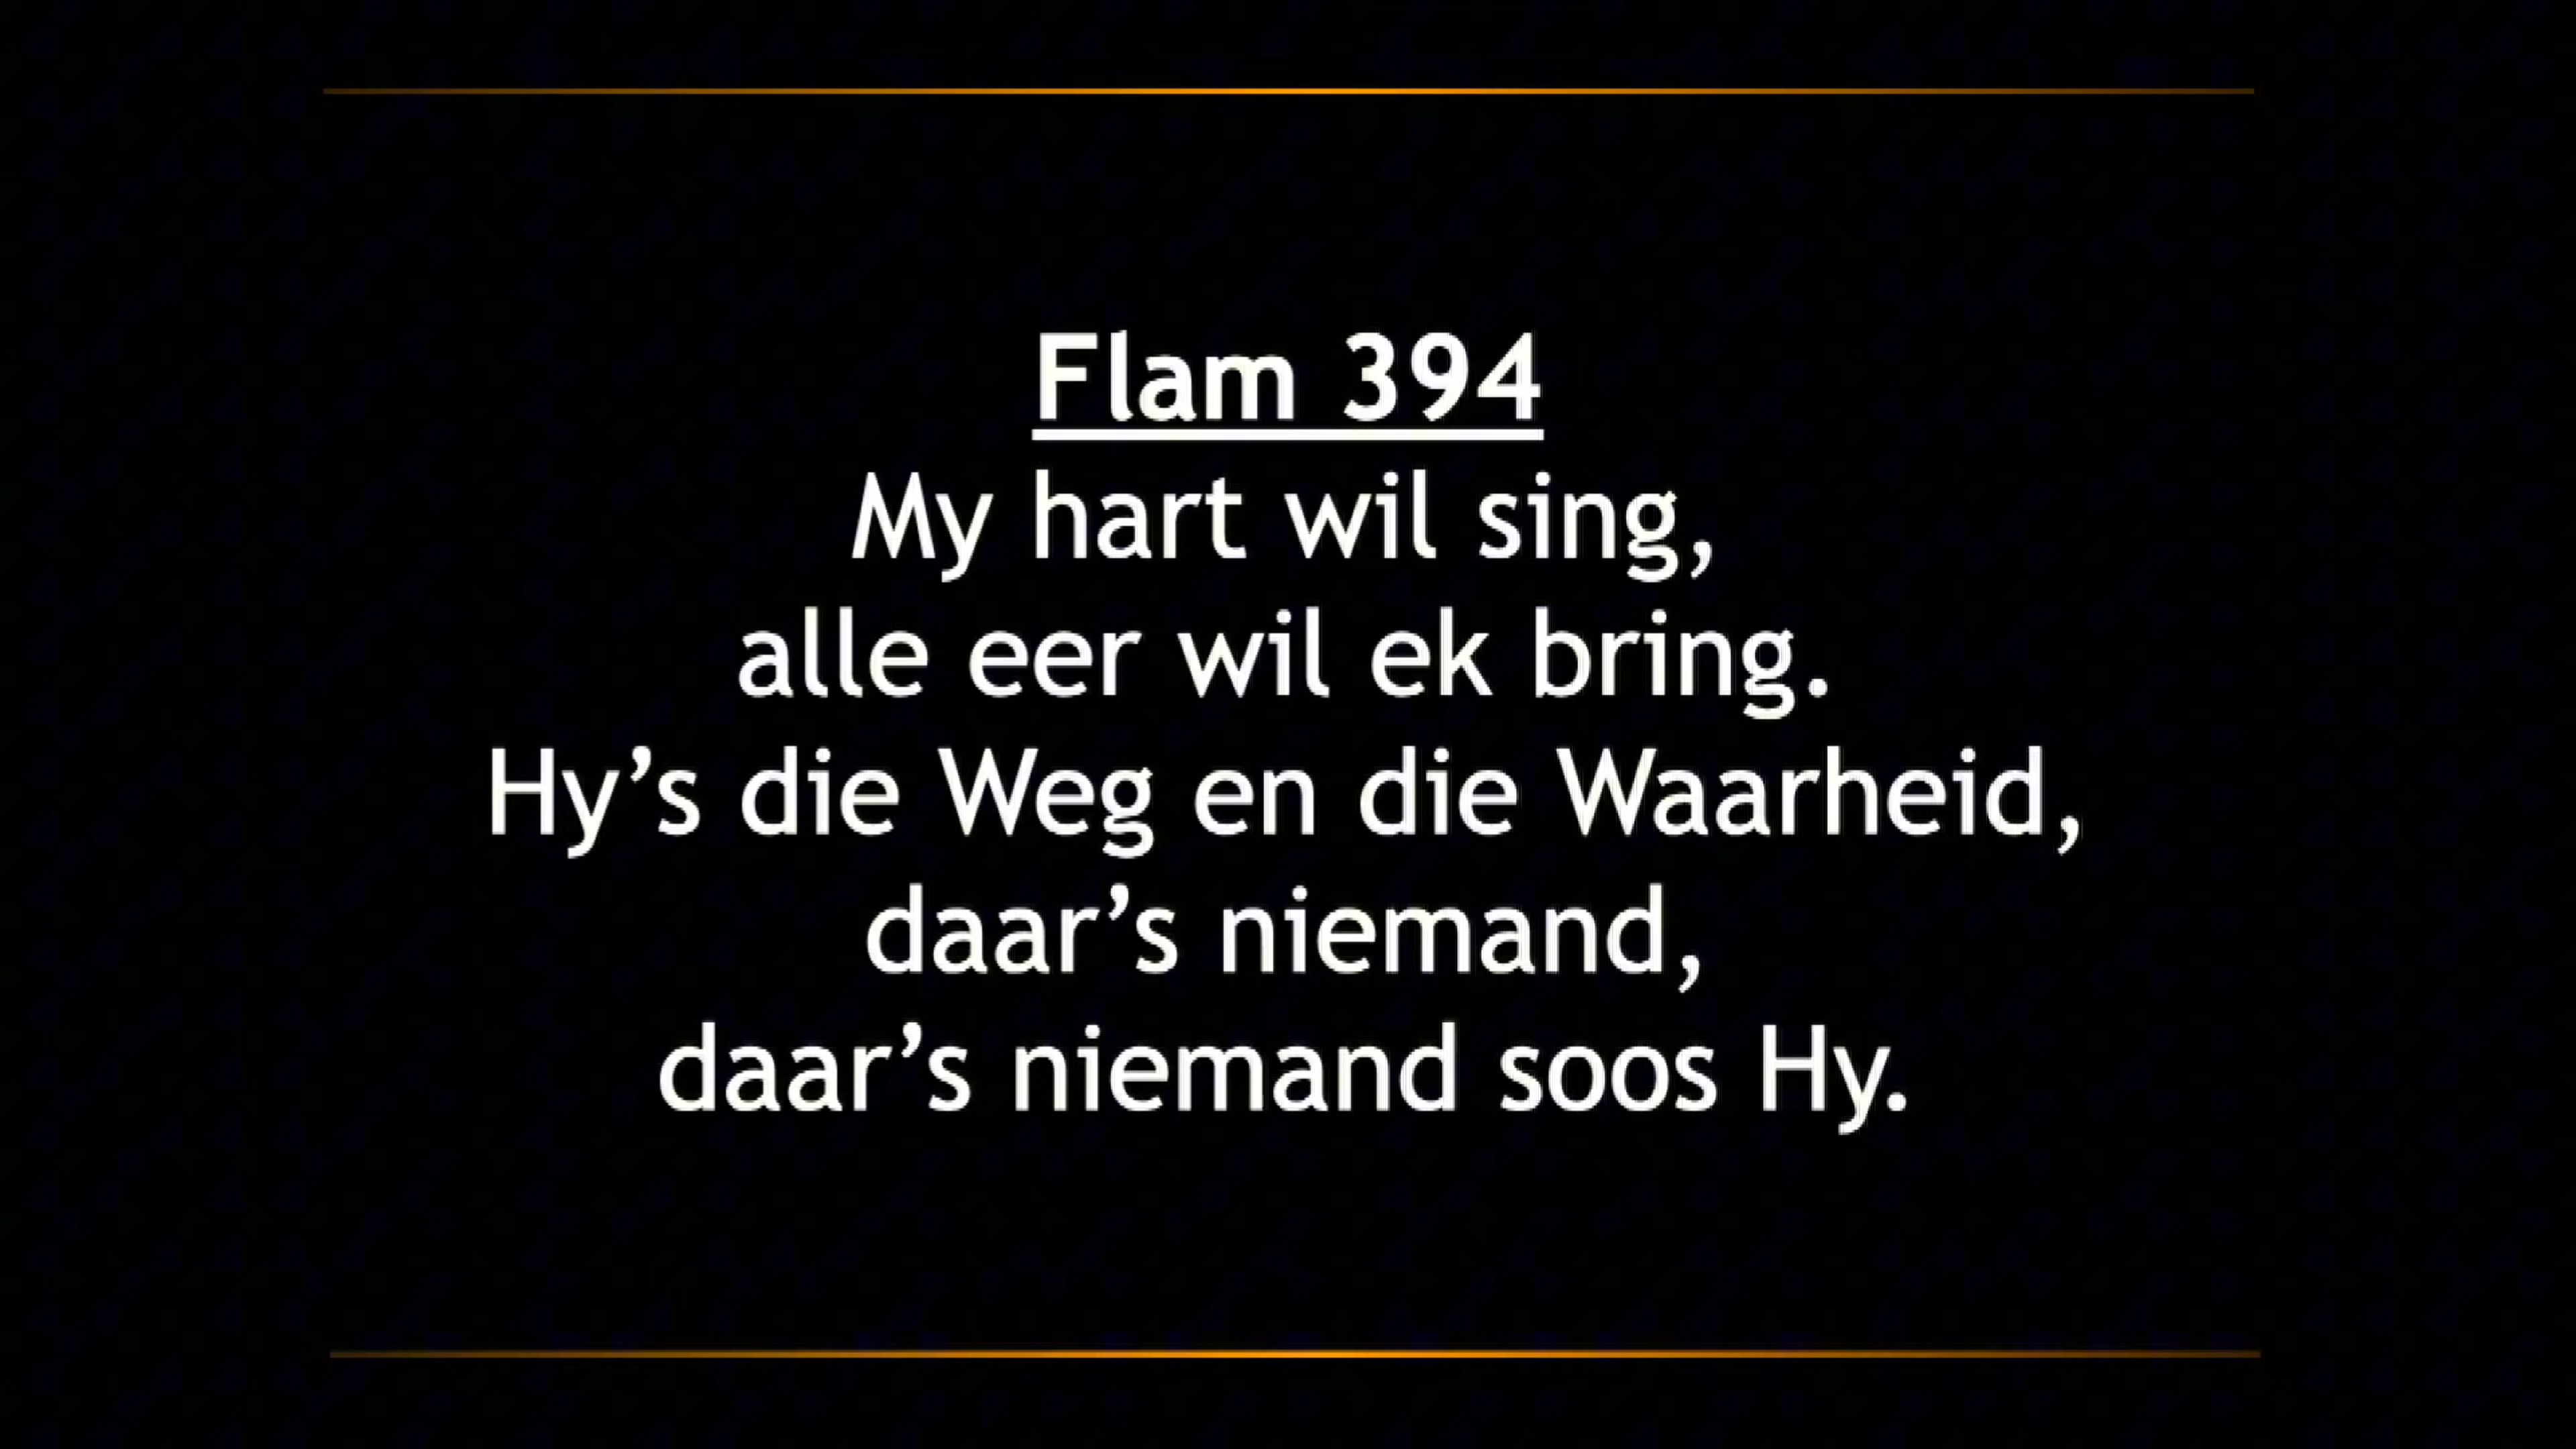 Flam 394
My hart wil sing,
alle eer wil ek bring.
Hy’s die Weg en die Waarheid,
daar’s niemand,
daar’s niemand soos Hy.